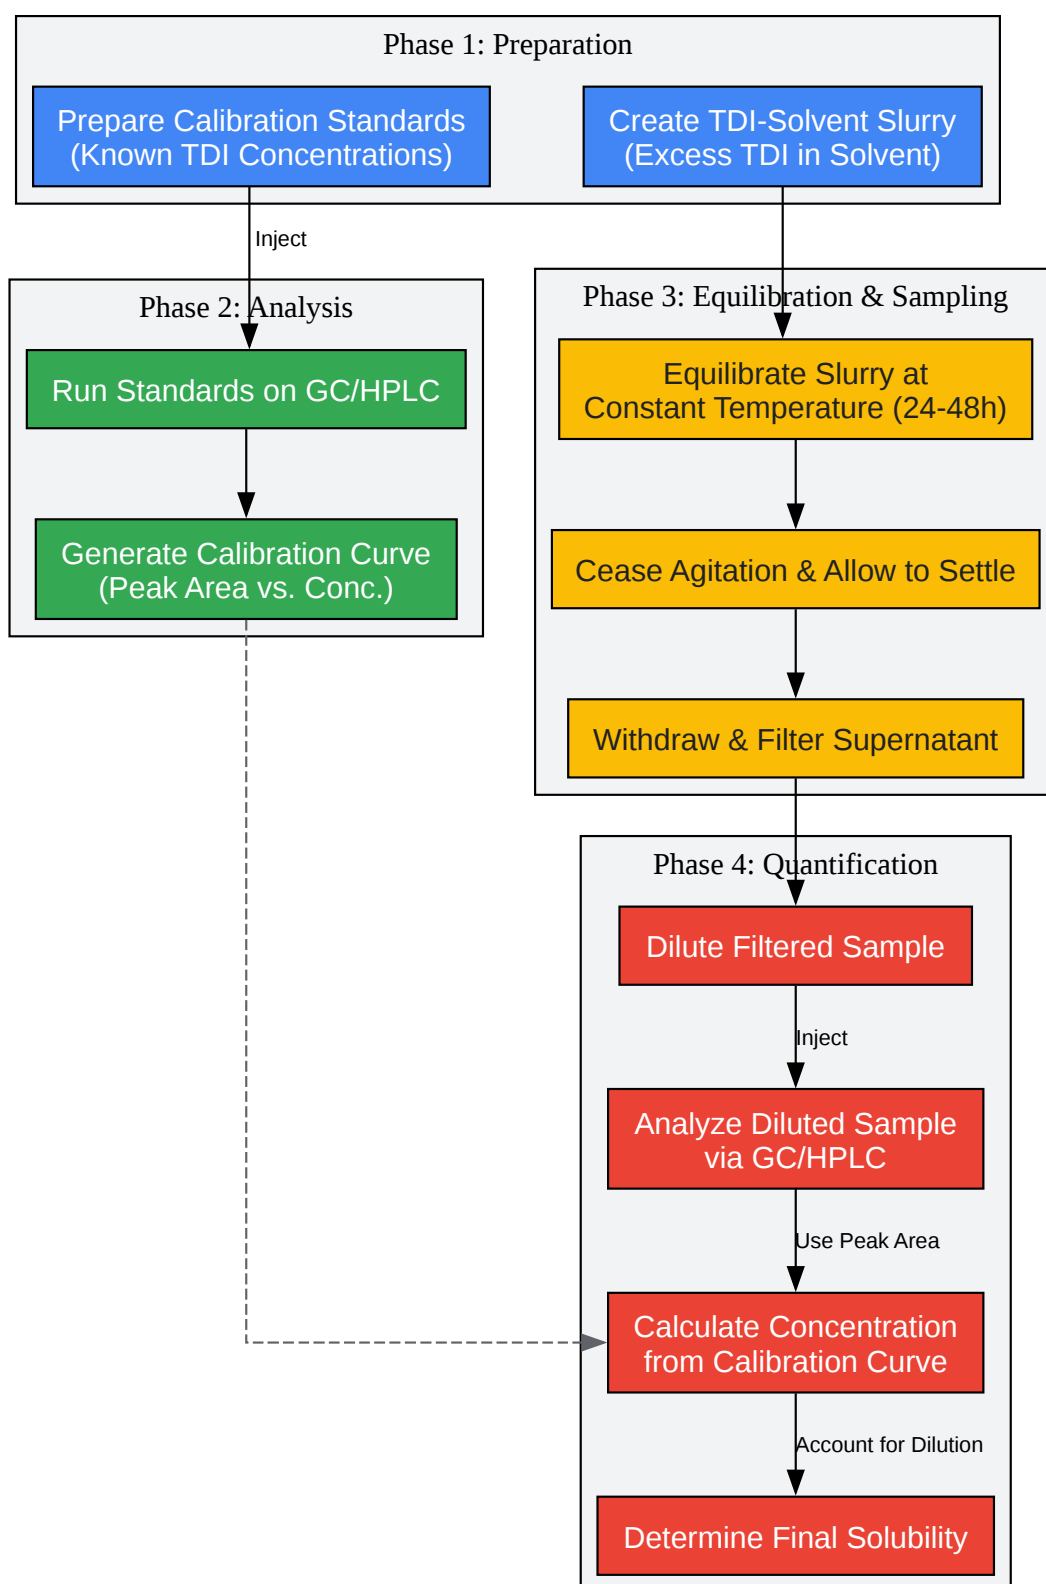 Phase 1: Preparation
Prepare Calibration Standards
(Known TDI Concentrations)
Create TDI-Solvent Slurry
(Excess TDI in Solvent)
Inject
Phase 2: Analysis
Run Standards on GC/HPLC
Generate Calibration Curve
(Peak Area vs. Conc.)
Phase 3: Equilibration & Sampling
Equilibrate Slurry at
Constant Temperature (24-48h)
Cease Agitation & Allow to Settle
Withdraw & Filter Supernatant
Phase 4: Quantification
Dilute Filtered Sample
Inject
Analyze Diluted Sample
via GC/HPLC
Use Peak Area
Calculate Concentration
from Calibration Curve
Account for Dilution
Determine Final Solubility